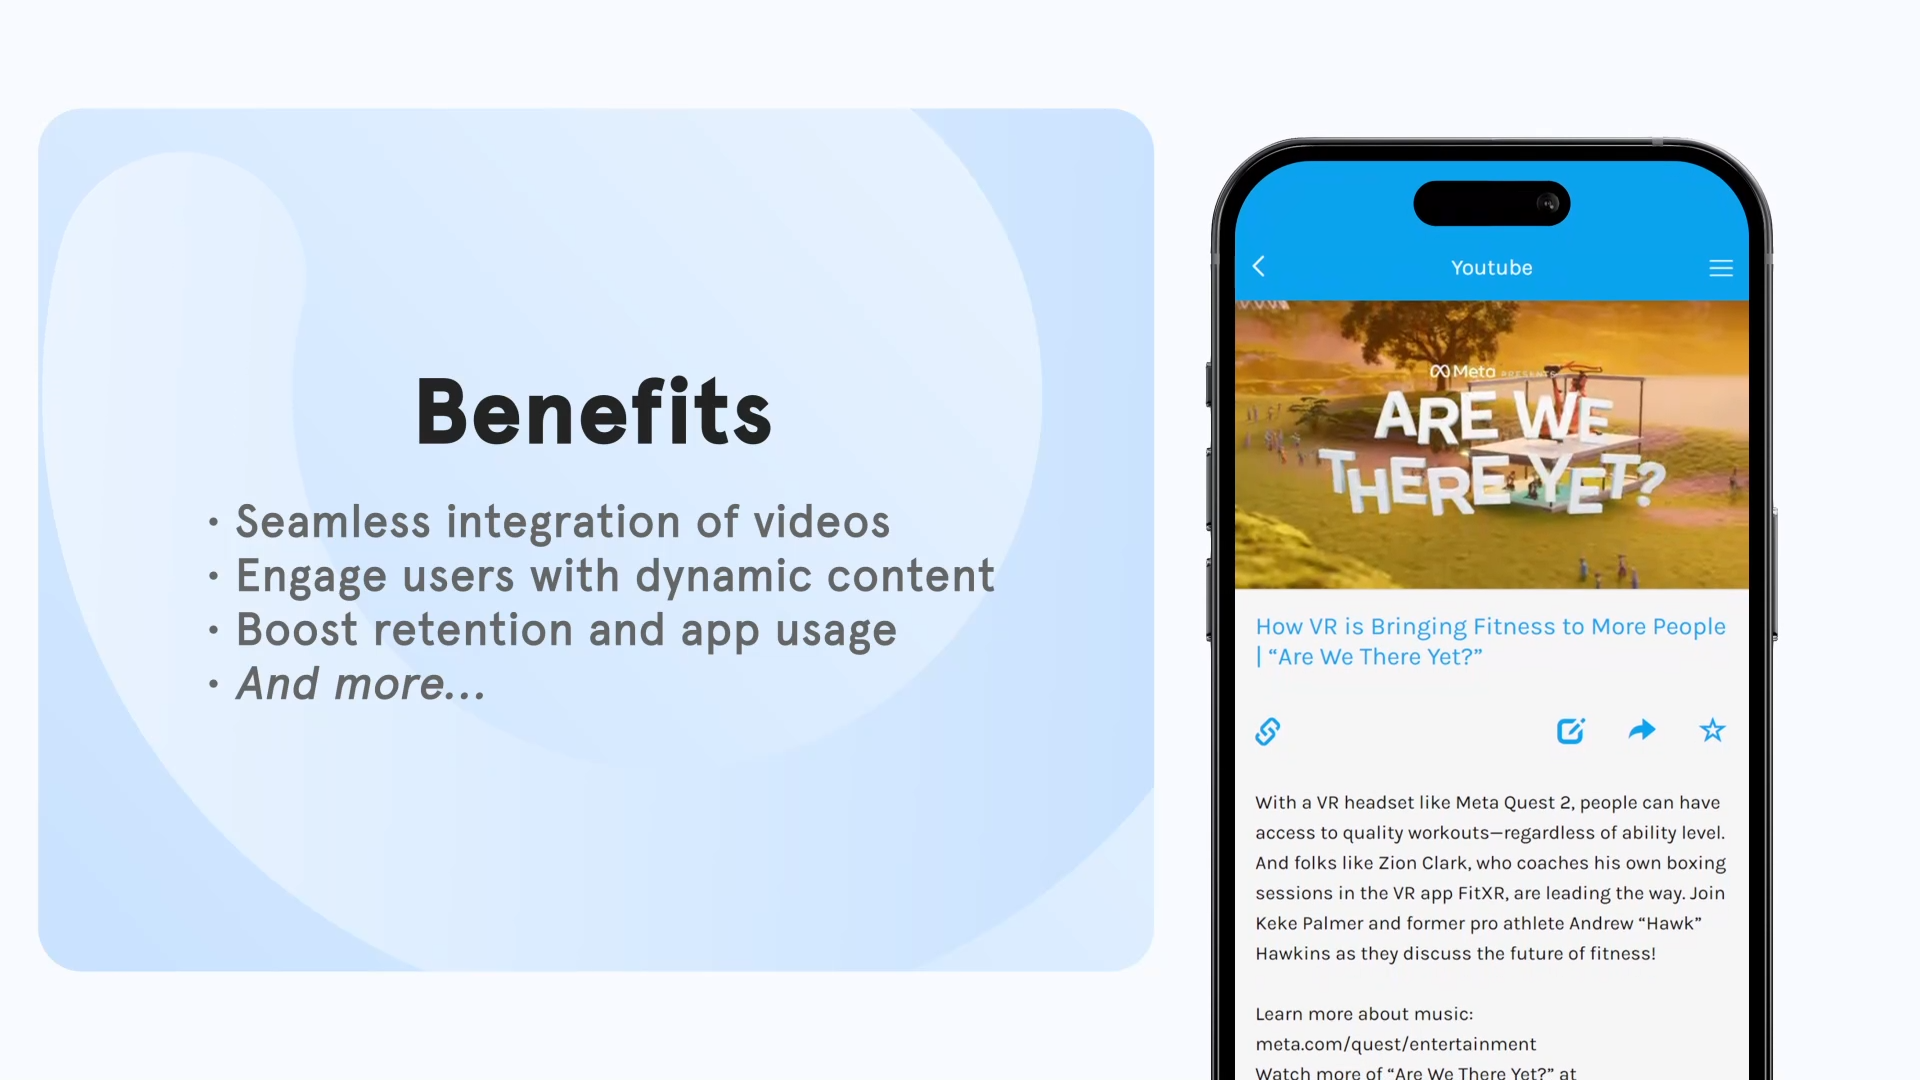 Benefits
• Seamless integration of videos
• Engage users with dynamic content
• Boost retention and app usage
• And more...
Youtube
Meta PRESENTS
ARE WE
THERE YET?
How VR is Bringing Fitness to More People
| “Are We There Yet?”
With a VR headset like Meta Quest 2, people can have
access to quality workouts—regardless of ability level.
And folks like Zion Clark, who coaches his own boxing
sessions in the VR app FitXR, are leading the way. Join
Keke Palmer and former pro athlete Andrew “Hawk”
Hawkins as they discuss the future of fitness!
Learn more about music:
meta.com/quest/entertainment
Watch more of “Are We There Yet?” at